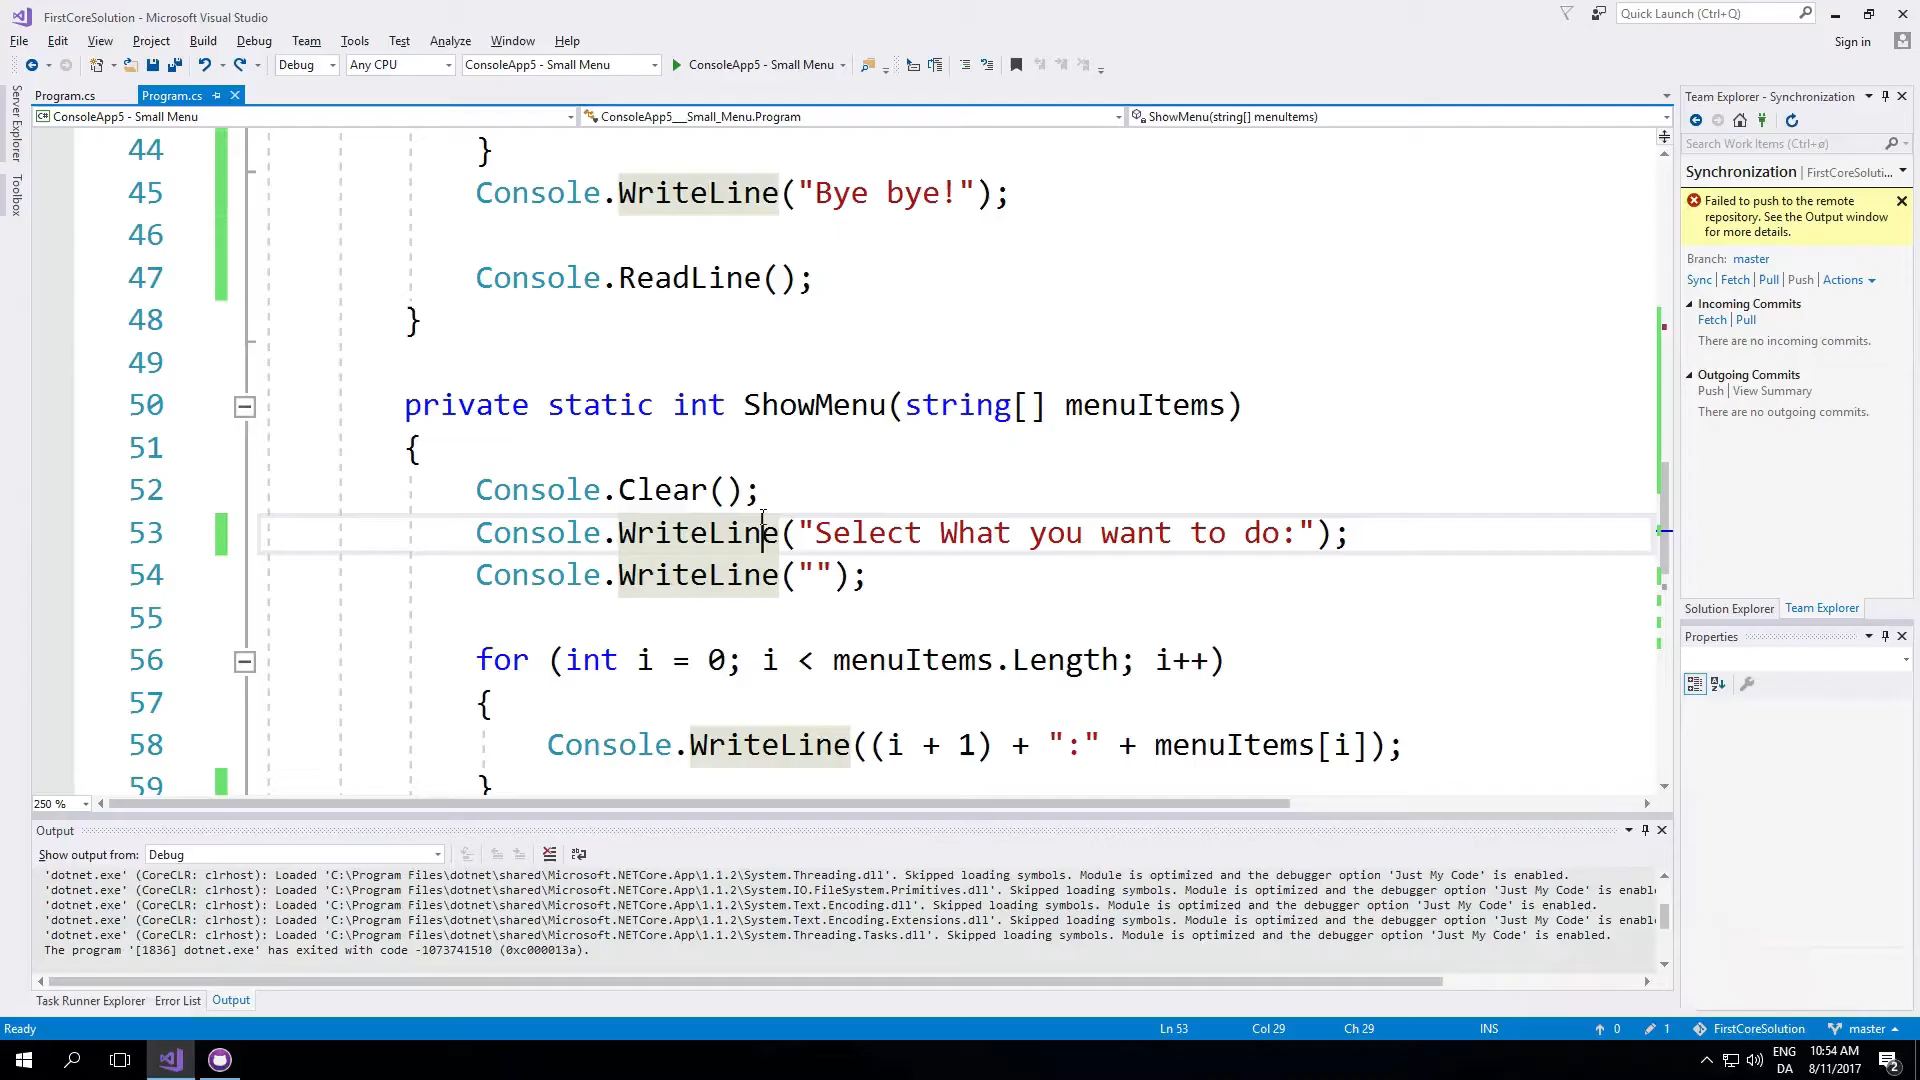 FirstCoreSolution - Microsoft Visual Studio
Quick Launch (Ctrl+Q)
File Edit View Project Build Debug Team Tools Test Analyze Window Help
Sign in
Debug Any CPU ConsoleApp5 - Small Menu ConsoleApp5 - Small Menu
Server Explorer
Toolbox
Program.cs Program.cs
ConsoleApp5 - Small Menu ConsoleApp5__Small_Menu.Program ShowMenu(string[] menuItems)
44 }
45 Console.WriteLine("Bye bye!");
46
47 Console.ReadLine();
48 }
49
50 private static int ShowMenu(string[] menuItems)
51 {
52 Console.Clear();
53 Console.WriteLine("Select What you want to do:");
54 Console.WriteLine("");
55
56 for (int i = 0; i < menuItems.Length; i++)
57 {
58 Console.WriteLine((i + 1) + ":" + menuItems[i]);
59 }
250 %
Team Explorer - Synchronization
Search Work Items (Ctrl+ø)
Synchronization | FirstCoreSoluti...
Failed to push to the remote
repository. See the Output window
for more details.
Branch: master
Sync | Fetch | Pull | Push | Actions
Incoming Commits
Fetch | Pull
There are no incoming commits.
Outgoing Commits
Push | View Summary
There are no outgoing commits.
Solution Explorer Team Explorer
Properties
Output
Show output from: Debug
'dotnet.exe' (CoreCLR: clrhost): Loaded 'C:\Program Files\dotnet\shared\Microsoft.NETCore.App\1.1.2\System.Threading.dll'. Skipped loading symbols. Module is optimized and the debugger option 'Just My Code' is enabled.
'dotnet.exe' (CoreCLR: clrhost): Loaded 'C:\Program Files\dotnet\shared\Microsoft.NETCore.App\1.1.2\System.IO.FileSystem.Primitives.dll'. Skipped loading symbols. Module is optimized and the debugger option 'Just My Code' is enabl
'dotnet.exe' (CoreCLR: clrhost): Loaded 'C:\Program Files\dotnet\shared\Microsoft.NETCore.App\1.1.2\System.Text.Encoding.dll'. Skipped loading symbols. Module is optimized and the debugger option 'Just My Code' is enabled.
'dotnet.exe' (CoreCLR: clrhost): Loaded 'C:\Program Files\dotnet\shared\Microsoft.NETCore.App\1.1.2\System.Text.Encoding.Extensions.dll'. Skipped loading symbols. Module is optimized and the debugger option 'Just My Code' is enabl
'dotnet.exe' (CoreCLR: clrhost): Loaded 'C:\Program Files\dotnet\shared\Microsoft.NETCore.App\1.1.2\System.Threading.Tasks.dll'. Skipped loading symbols. Module is optimized and the debugger option 'Just My Code' is enabled.
The program '[1836] dotnet.exe' has exited with code -1073741510 (0xc000013a).
Task Runner Explorer Error List Output
Ready Ln 53 Col 29 Ch 29 INS 0 1 FirstCoreSolution master
ENG 10:54 AM
DA 8/11/2017 2